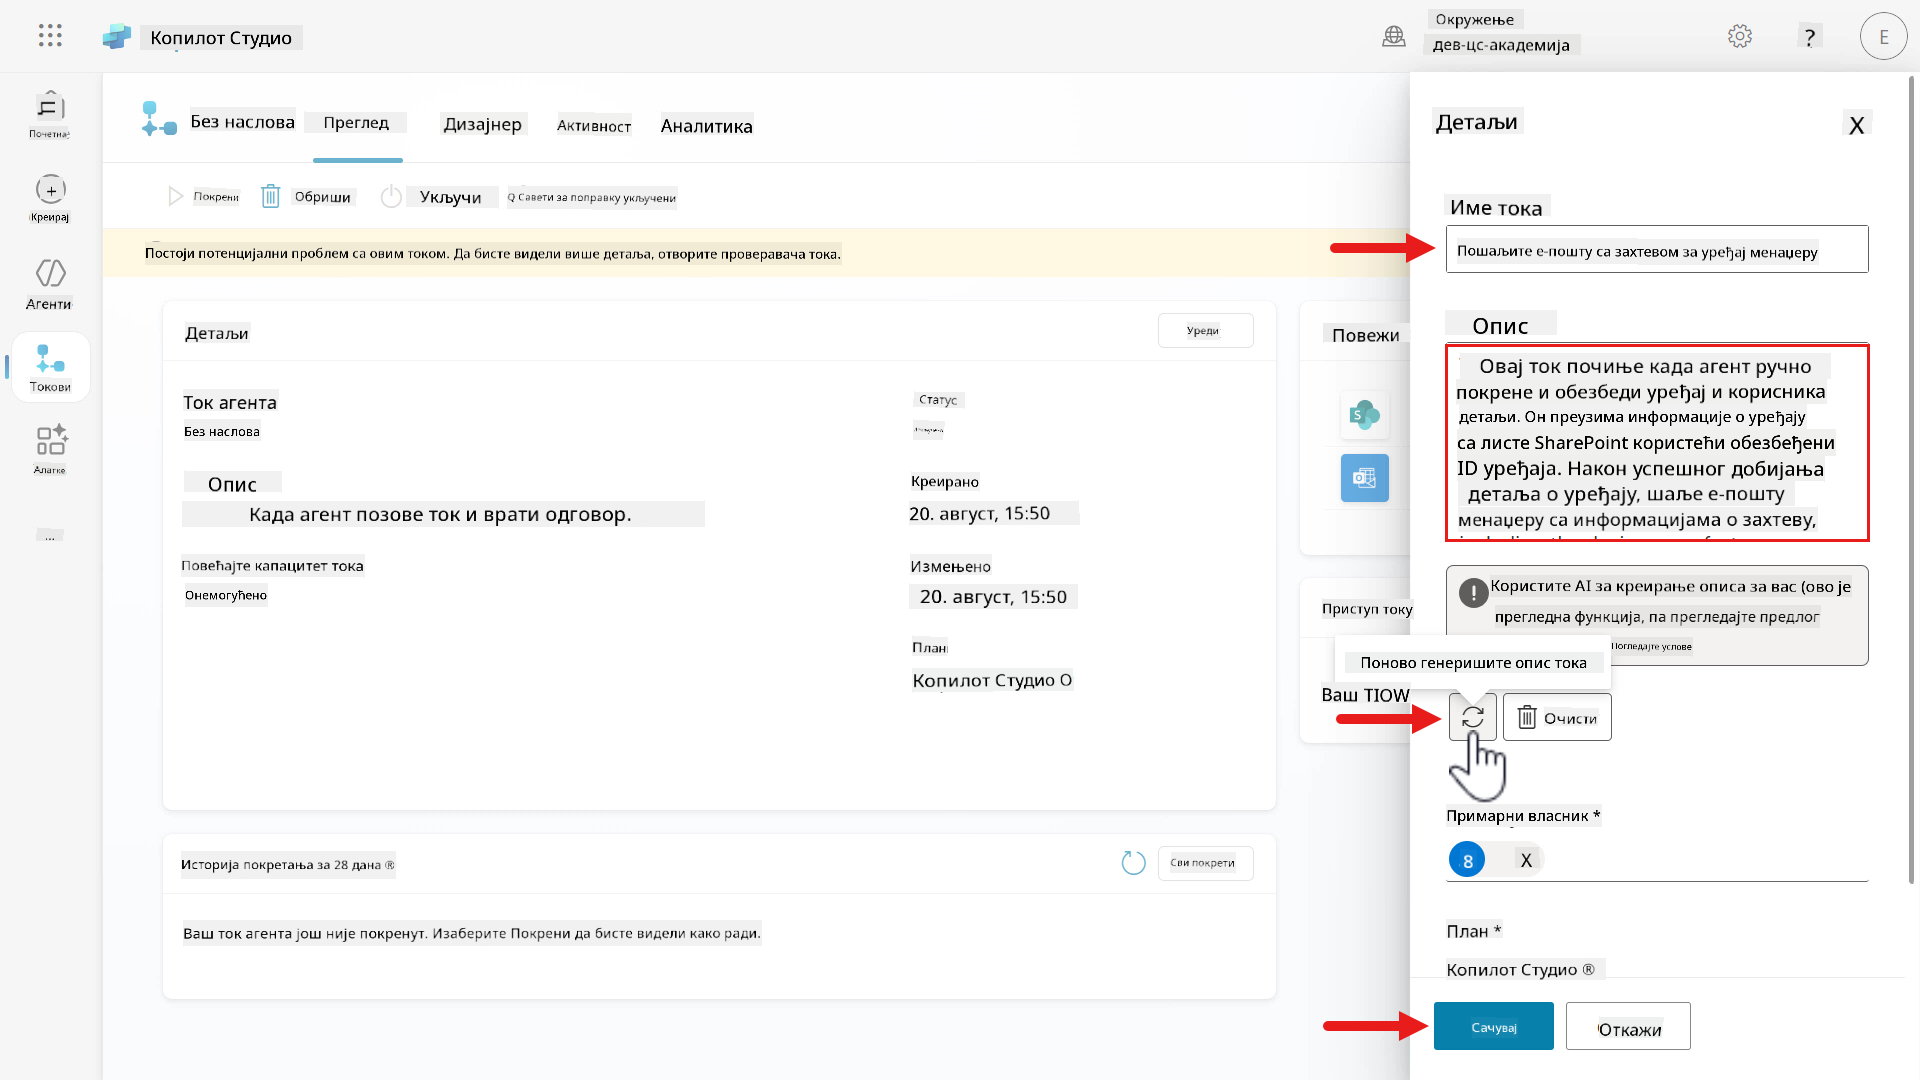 Копилот Студио
Окружење
дев-цс-академија
?
E
Почетнa
Креирај
Агенти
Токови
Алатке
...
Без наслова
Преглед
Дизајнер
Активност
Аналитика
Покрени
Обриши
Укључи
Q Савети за поправку укључени
Постоји потенцијални проблем са овим током. Да бисте видели више детаља, отворите проверавача тока.
Детаљи
Уреди
Ток агента
Без наслова
Опис
Када агент позове ток и врати одговор.
Повећајте капацитет тока
Онемогућено
Статус
Креирано
20. август, 15:50
Измењено
20. август, 15:50
План
Копилот Студио О
Повежи
Приступ току
Ваш TIOW
Историја покретања за 28 дана ®
Сви покрети
Ваш ток агента још није покренут. Изаберите Покрени да бисте видели како ради.
Детаљи
X
Име тока
Пошаљите е-пошту са захтевом за уређај менаџеру
Опис
Овај ток почиње када агент ручно
покрене и обезбеди уређај и корисника
детаљи. Он преузима информације о уређају
са листе SharePoint користећи обезбеђени
ID уређаја. Након успешног добијања
детаља о уређају, шаље е-пошту
менаџеру са информацијама о захтеву,
Користите AI за креирање описа за вас (ово је
прегледна функција, па прегледајте предлог
Погледајте услове
Поново генеришите опис тока
Очисти
Примарни власник *
8
X
План *
Копилот Студио ®
Сачувај
Откажи